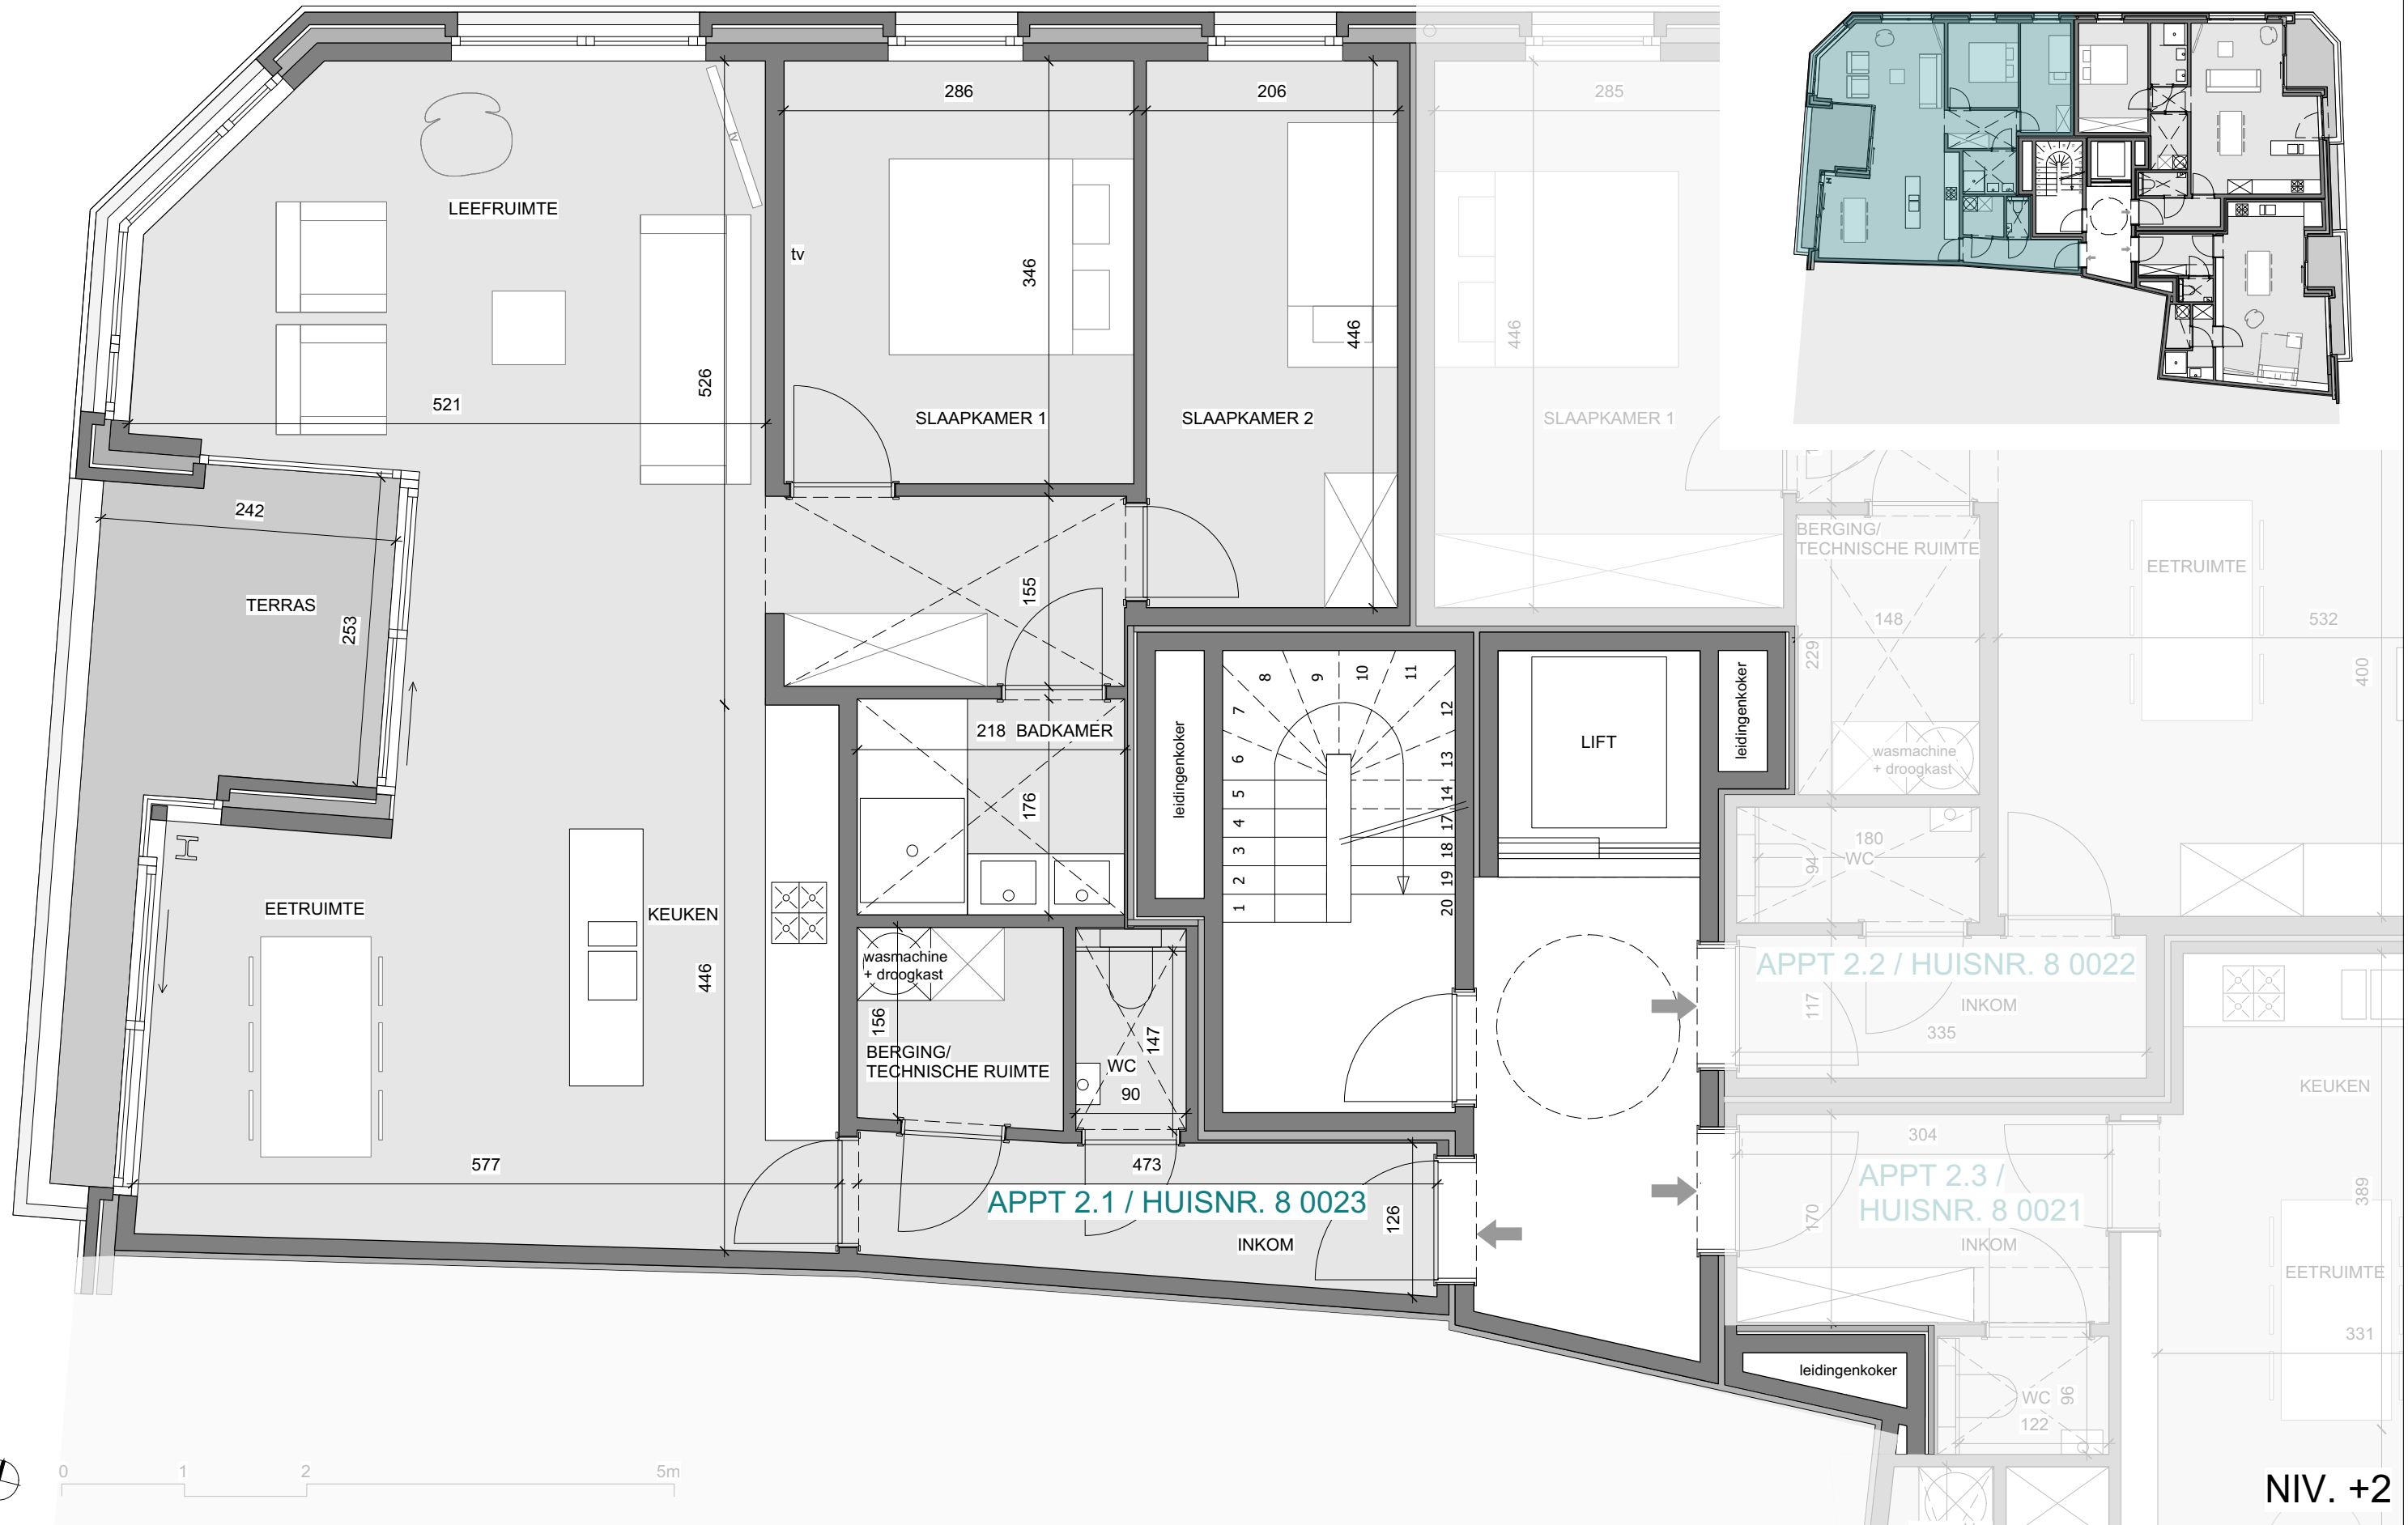 286
206
285
tv
LEEFRUIMTE
tv
346
446
446
526
521
SLAAPKAMER 1
SLAAPKAMER 2
SLAAPKAMER 1
242
TERRAS
253
155
BERGING/
TECHNISCHE RUIMTE
EETRUIMTE
148
532
229
400
218 BADKAMER
176
leidingenkoker
1
2
3
4
5
6
7
8
9
10
11
12
13
14
17
18
19
20
LIFT
leidingenkoker
wasmachine
+ droogkast
180
94
WC
EETRUIMTE
KEUKEN
446
wasmachine
+ droogkast
156
BERGING/
TECHNISCHE RUIMTE
147
WC
90
APPT 2.2 / HUISNR. 8 0022
117
INKOM
335
KEUKEN
577
473
APPT 2.1 / HUISNR. 8 0023
126
INKOM
304
APPT 2.3 /
HUISNR. 8 0021
170
INKOM
389
EETRUIMTE
331
leidingenkoker
WC
96
122
0 1 2 5m
NIV. +2